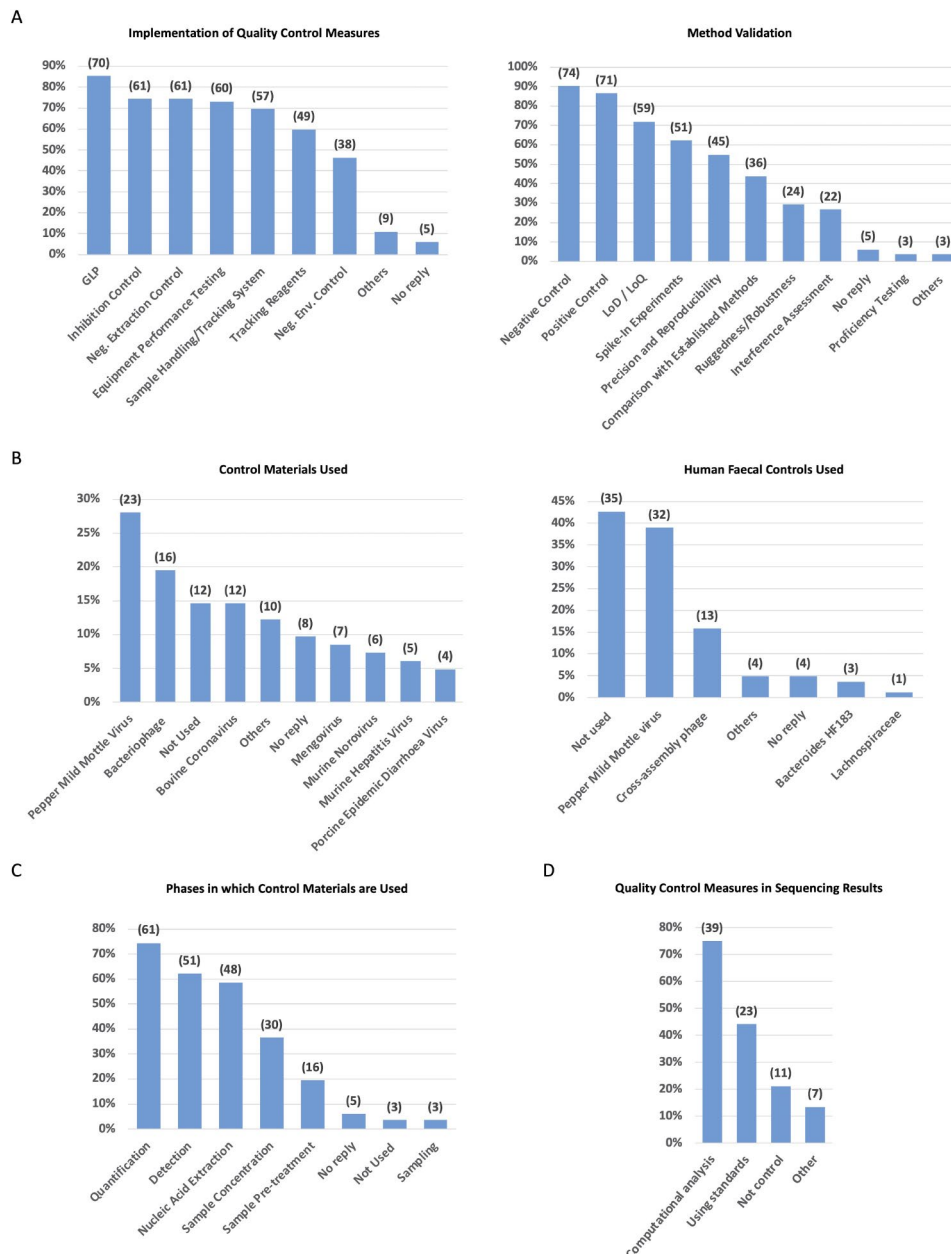 A
Implementation of Quality Control Measures
90%
80%
70%
60%
50%
40%
30%
20%
10%
0%
(70)
(61)
(61)
(60)
(57)
(49)
(38)
(9)
(5)
GLP
Inhibition Control
Neg. Extraction Control
Equipment Performance Testing
Sample Handling/Tracking System
Tracking Reagents
Neg. Env. Control
Others
No reply
Method Validation
100%
90%
80%
70%
60%
50%
40%
30%
20%
10%
0%
(74)
(71)
(59)
(51)
(45)
(36)
(24)
(22)
(5)
(3)
(3)
Negative Control
Positive Control
LoD / LoQ
Spike-In Experiments
Precision and Reproducibility
Comparison with Established Methods
Ruggedness/Robustness
Interference Assessment
No reply
Proficiency Testing
Others
B
Control Materials Used
30%
25%
20%
15%
10%
5%
0%
(23)
(16)
(12)
(12)
(10)
(8)
(7)
(6)
(5)
(4)
Pepper Mild Mottle Virus
Bacteriophage
Not Used
Bovine Coronavirus
Others
No reply
Mengovirus
Murine Norovirus
Murine Hepatitis Virus
Porcine Epidemic Diarrhoea Virus
Human Faecal Controls Used
45%
40%
35%
30%
25%
20%
15%
10%
5%
0%
(35)
(32)
(13)
(4)
(4)
(3)
(1)
Not used
Pepper Mild Mottle virus
Cross-assembly phage
Others
No reply
Bacteroides HF183
Lachnospiraceae
C
Phases in which Control Materials are Used
80%
70%
60%
50%
40%
30%
20%
10%
0%
(61)
(51)
(48)
(30)
(16)
(5)
(3)
(3)
Quantification
Detection
Nucleic Acid Extraction
Sample Concentration
Sample Pre-treatment
No reply
Not Used
Sampling
D
Quality Control Measures in Sequencing Results
80%
70%
60%
50%
40%
30%
20%
10%
0%
(39)
(23)
(11)
(7)
Computational analysis
Using standards
Not control
Other